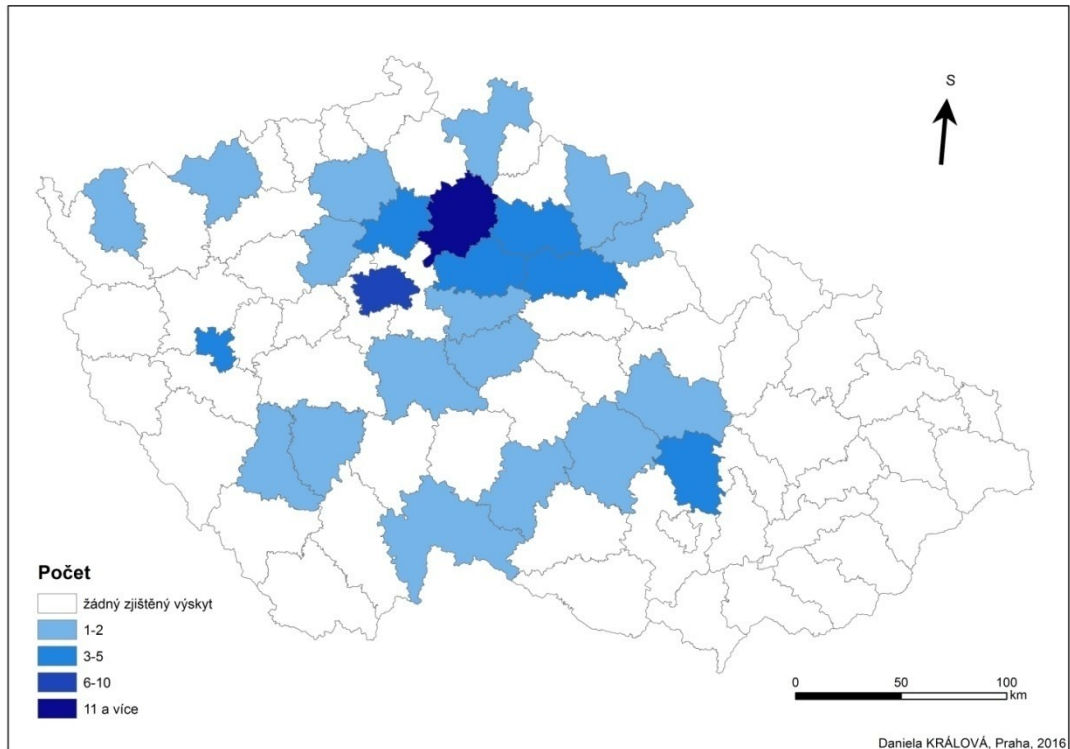 S
Počet
žádný zjištěný výskyt
1-2
3-5
6-10
11 a více
0 50 100
km
Daniela KRÁLOVÁ, Praha, 2016